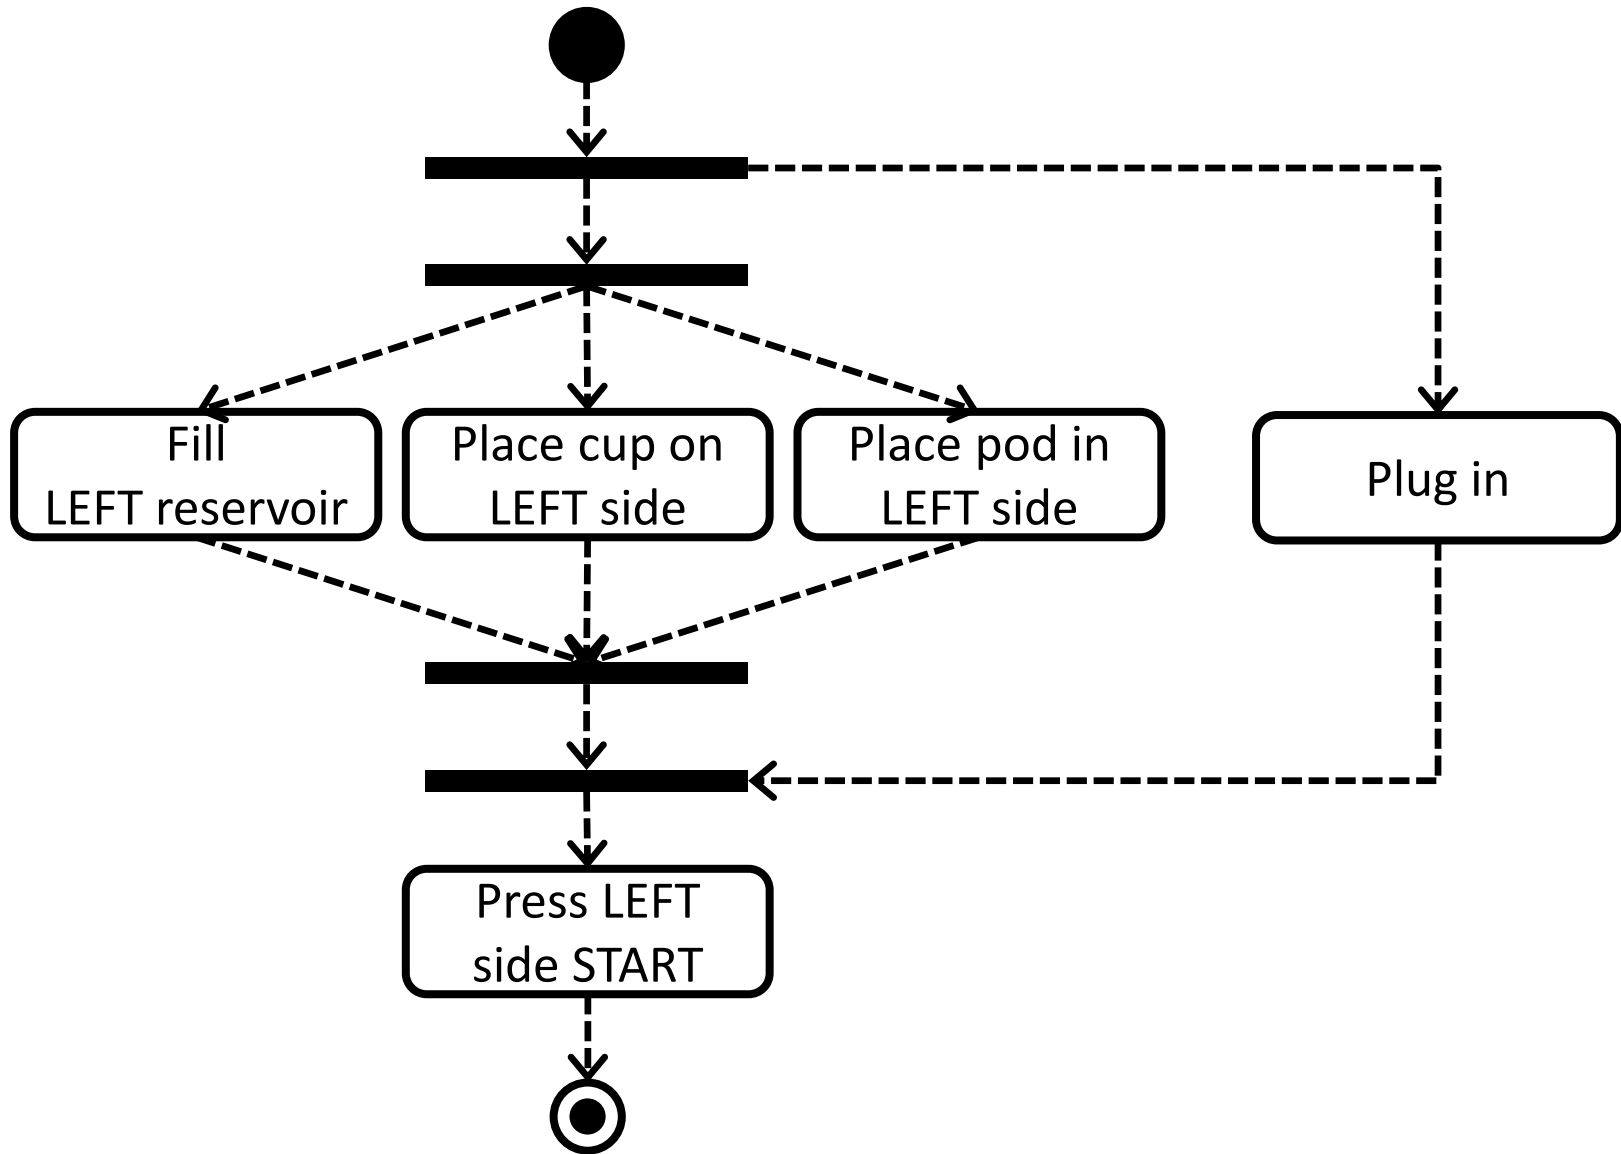 Fill
LEFT reservoir
Place cup on
LEFT side
Place pod in
LEFT side
Plug in
Press LEFT
side START